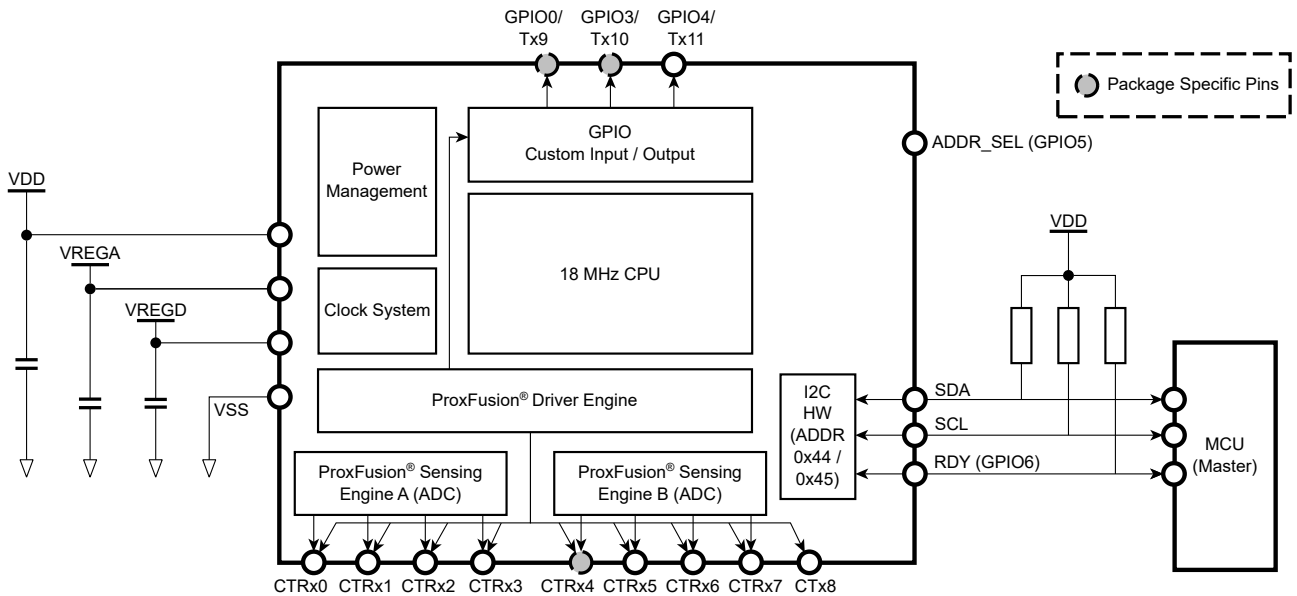 GPIO0/ GPIO3/ GPIO4/
Tx9 Tx10 Tx11
Package Specific Pins
GPIO
Custom Input / Output
ADDR_SEL (GPIO5)
Power
Management
VDD
VDD
VREGA
18 MHz CPU
Clock System
VREGD
ProxFusion® Driver Engine
VSS
I2C
HW
(ADDR
0x44 /
0x45)
SDA
SCL
RDY (GPIO6)
MCU
(Master)
ProxFusion® Sensing
Engine A (ADC)
ProxFusion® Sensing
Engine B (ADC)
CTRx0 CTRx1 CTRx2 CTRx3 CTRx4 CTRx5 CTRx6 CTRx7 CTx8